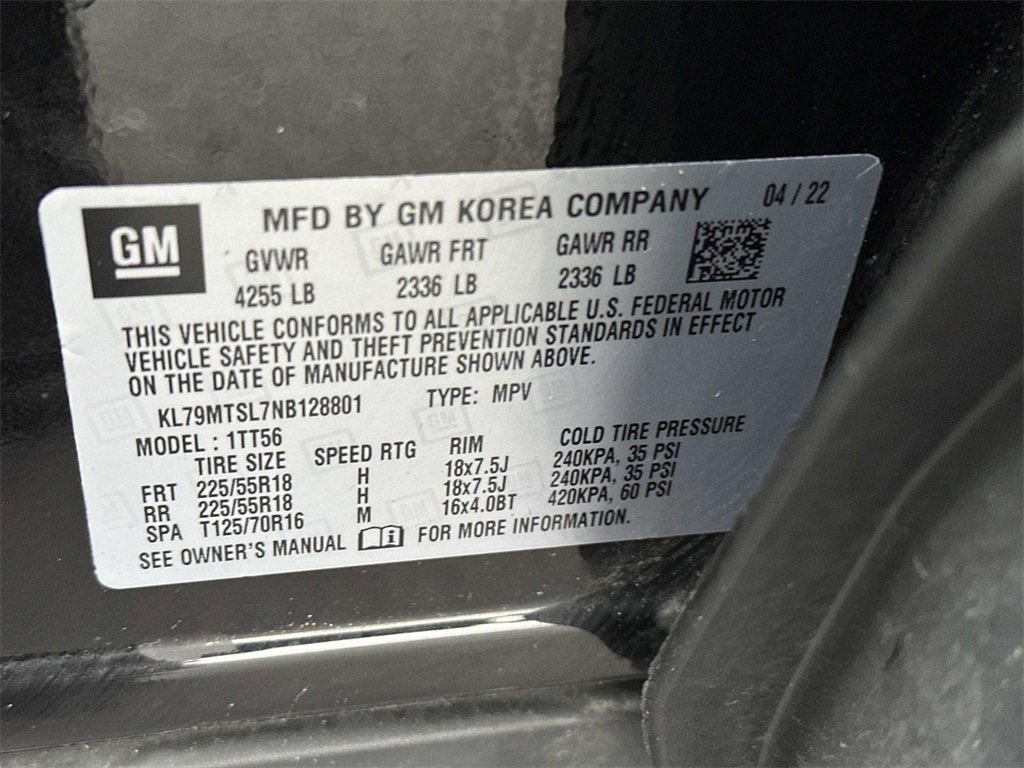 GM
MFD BY GM KOREA COMPANY 04 / 22
GVWR GAWR FRT GAWR RR
4255 LB 2336 LB 2336 LB
THIS VEHICLE CONFORMS TO ALL APPLICABLE U.S. FEDERAL MOTOR
VEHICLE SAFETY AND THEFT PREVENTION STANDARDS IN EFFECT
ON THE DATE OF MANUFACTURE SHOWN ABOVE.
KL79MTSL7NB128801 TYPE: MPV
MODEL : 1TT56
TIRE SIZE SPEED RTG RIM COLD TIRE PRESSURE
FRT 225/55R18 H 18x7.5J 240KPA, 35 PSI
RR 225/55R18 H 18x7.5J 240KPA, 35 PSI
SPA T125/70R16 M 16x4.0BT 420KPA, 60 PSI
SEE OWNER'S MANUAL FOR MORE INFORMATION.